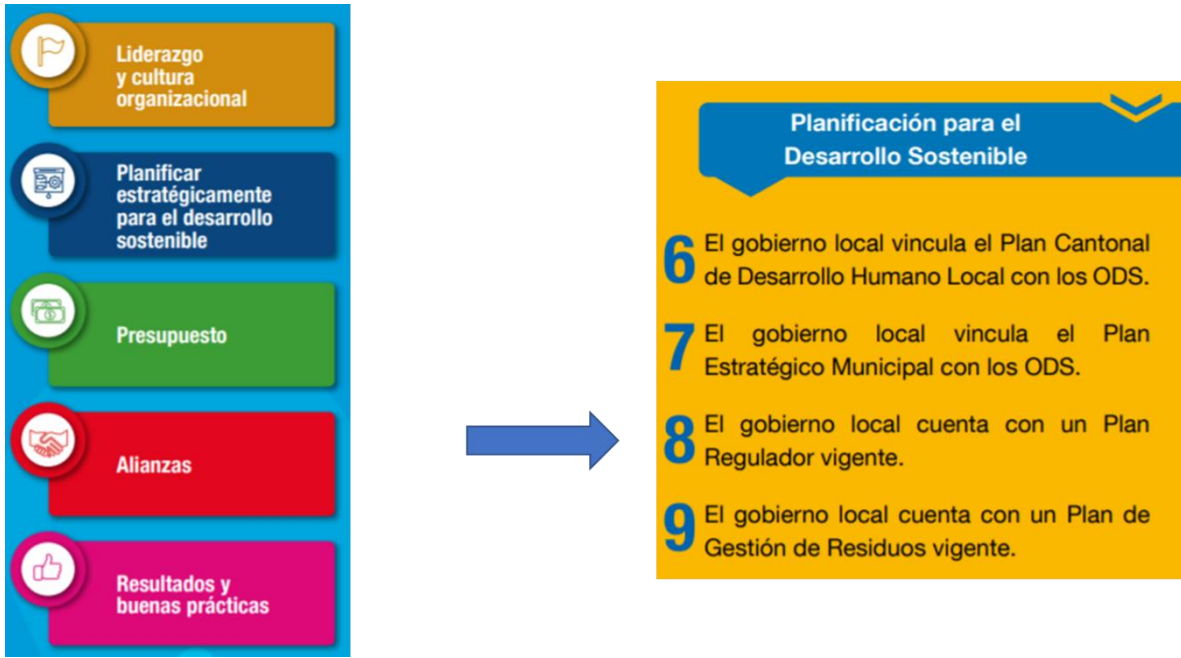 Liderazgo
y cultura
organizacional
Planificar
estratégicamente
para el desarrollo
sostenible
Presupuesto
Alianzas
Resultados y
buenas prácticas
Planificación para el
Desarrollo Sostenible
6 El gobierno local vincula el Plan Cantonal
de Desarrollo Humano Local con los ODS.
7 El gobierno local vincula el Plan
Estratégico Municipal con los ODS.
8 El gobierno local cuenta con un Plan
Regulador vigente.
9 El gobierno local cuenta con un Plan de
Gestión de Residuos vigente.